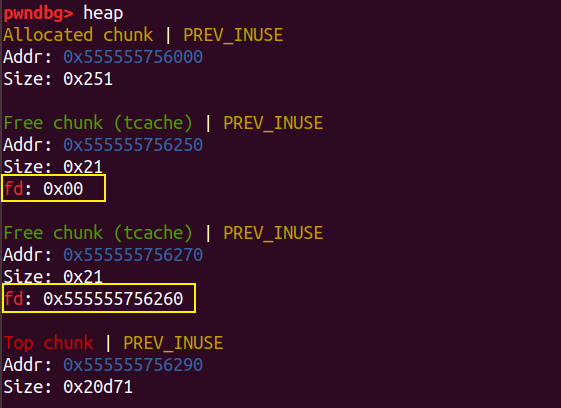 pwndbg> heap
Allocated chunk | PREV_INUSE
Addr: 0x555555756000
Size: 0x251
Free chunk (tcache) | PREV_INUSE
Addr: 0x555555756250
Size: 0x21
fd: 0x00
Free chunk (tcache) | PREV_INUSE
Addr: 0x555555756270
Size: 0x21
fd: 0x555555756260
Top chunk | PREV_INUSE
Addr: 0x555555756290
Size: 0x20d71